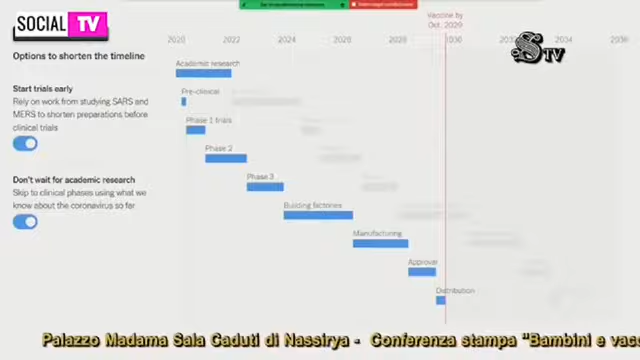 SOCIAL TV
Vaccine by
Oct. 2029
2020 2022 2024 2026 2028 2030 2032 2034 2036
STV
Options to shorten the timeline
Academic research
Start trials early
Rely on work from studying SARS and
MERS to shorten preparations before
clinical trials
Pre-clinical
Phase 1 trials
Phase 2
Don't wait for academic research
Skip to clinical phases using what we
know about the coronavirus so far
Phase 3
Building factories
Manufacturing
Approval
Distribution
Palazzo Madama Sala Caduti di Nassirya - Conferenza stampa "Bambini e vacc